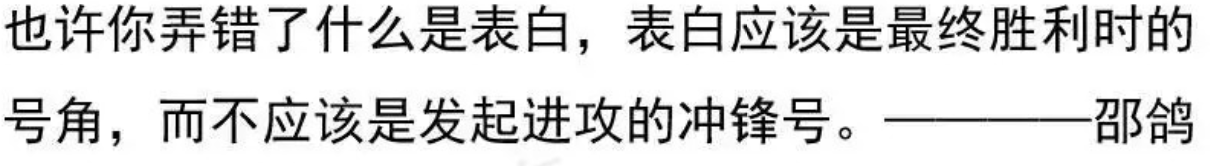 也许你弄错了什么是表白，表白应该是最终胜利时的
号角，而不应该是发起进攻的冲锋号。————邵鸽